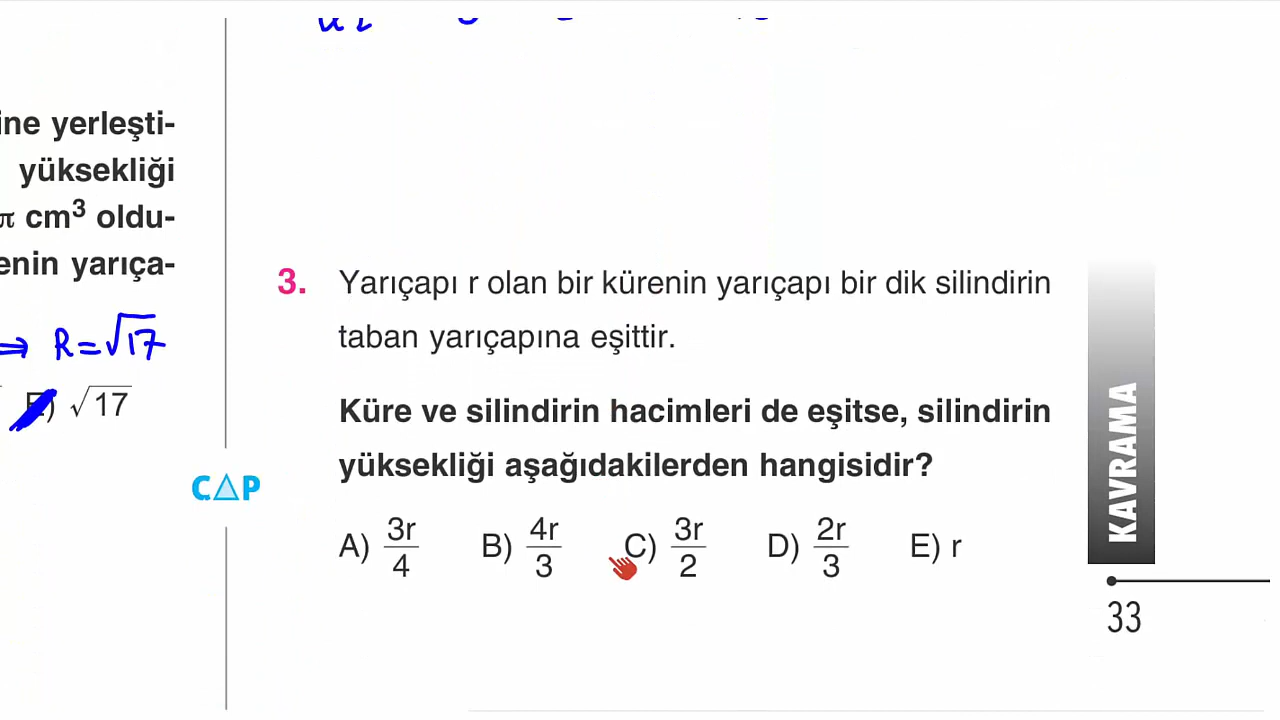 ine yerleşti-
yüksekliği
π cm³ oldu-
enin yarıça-
⇒ R=√17
E) √17
CAP
3. Yarıçapı r olan bir kürenin yarıçapı bir dik silindirin
taban yarıçapına eşittir.
Küre ve silindirin hacimleri de eşitse, silindirin
yüksekliği aşağıdakilerden hangisidir?
A) 3r/4 B) 4r/3 C) 3r/2 D) 2r/3 E) r
KAVRAMA
33